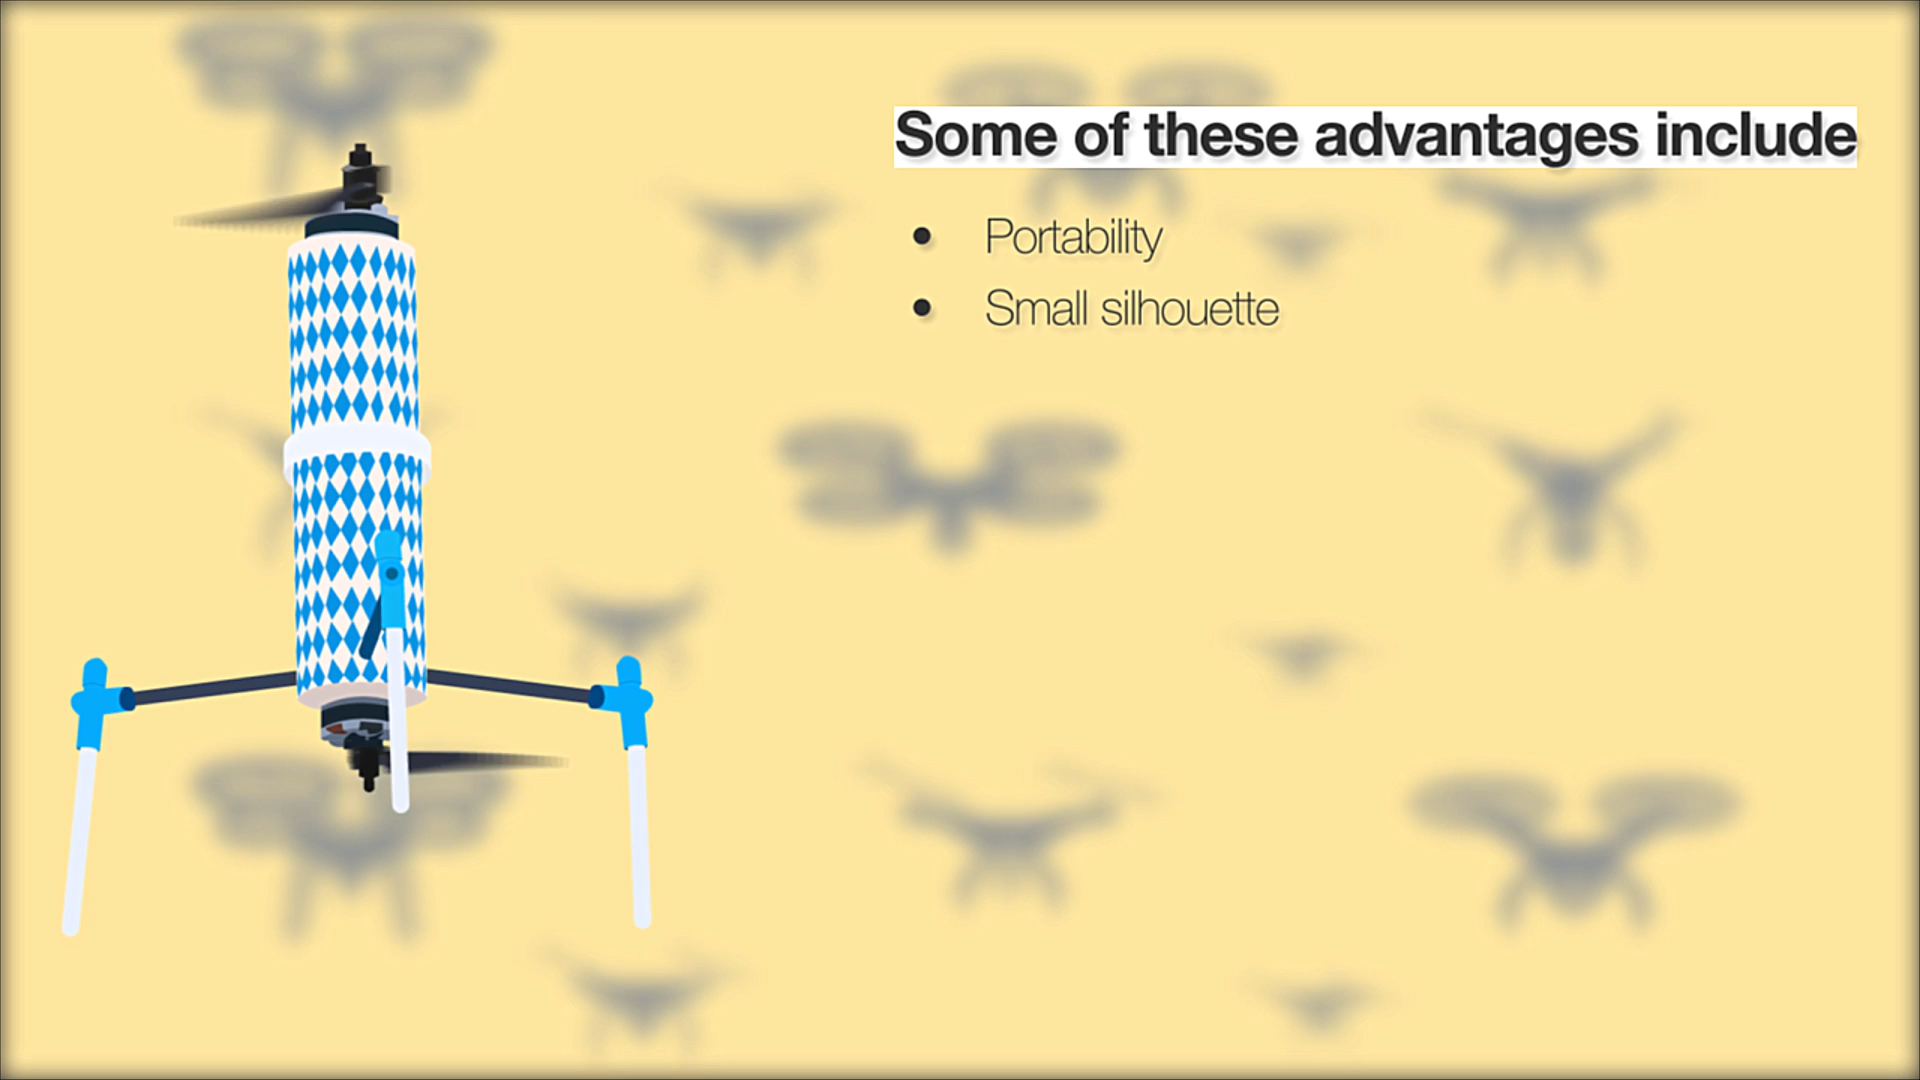 Some of these advantages include
• Portability
• Small silhouette